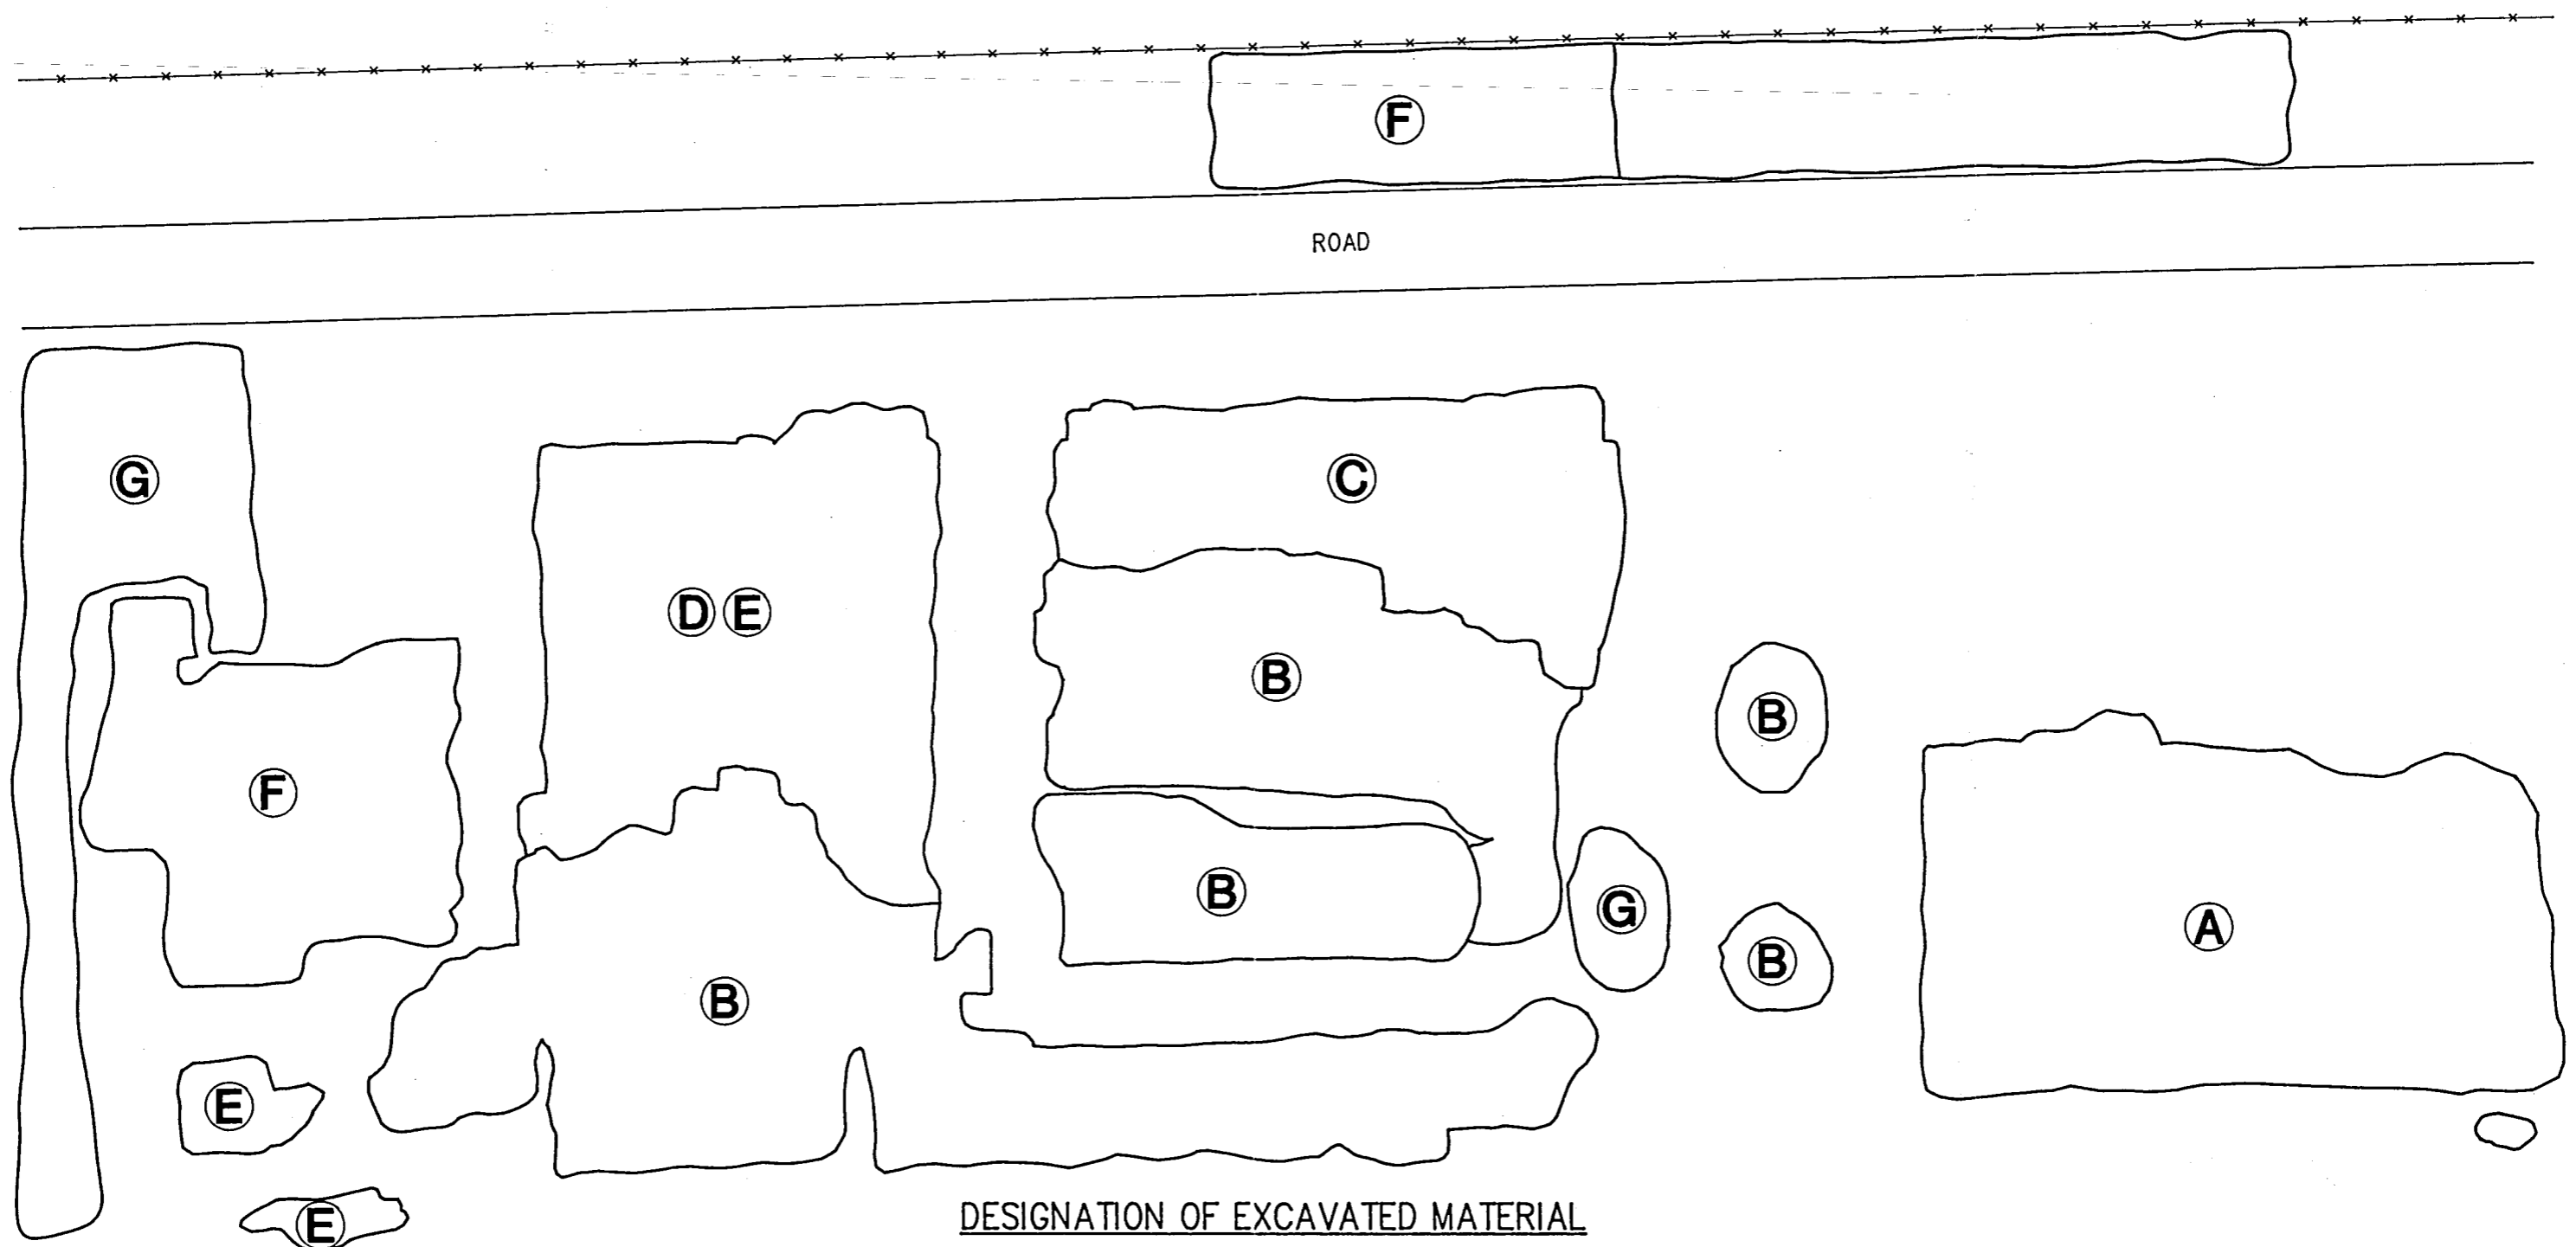 F
ROAD
G
C
D E
B
B
F
B
G
A
B
B
E
E
DESIGNATION OF EXCAVATED MATERIAL